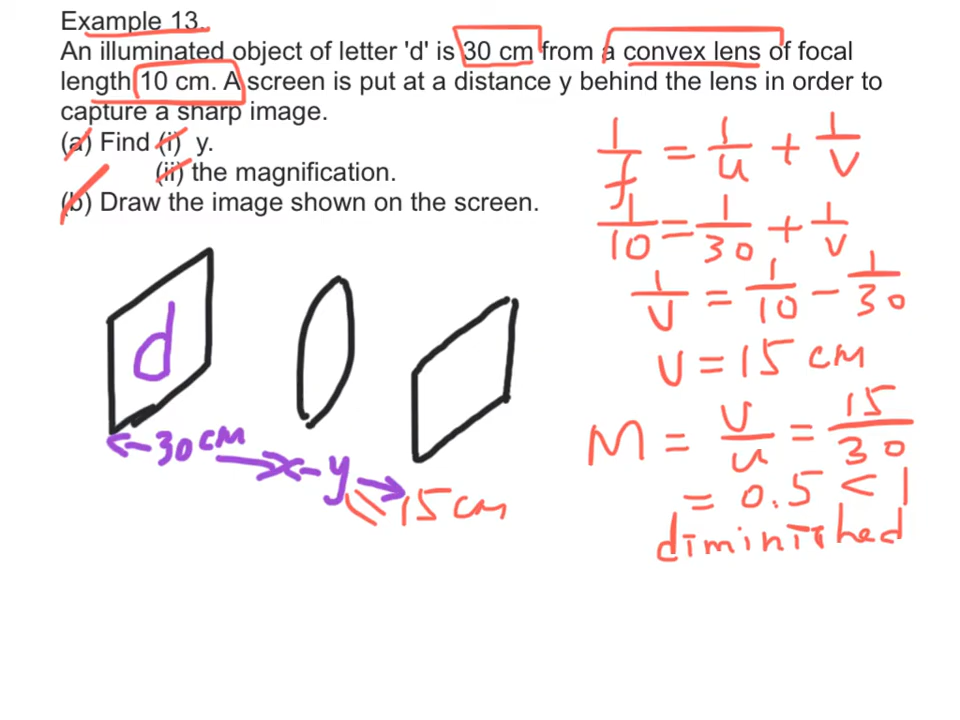 Example 13.
An illuminated object of letter 'd' is 30 cm from a convex lens of focal
length 10 cm. A screen is put at a distance y behind the lens in order to
capture a sharp image.
(a) Find (i) y.
(ii) the magnification.
(b) Draw the image shown on the screen.
1/f = 1/u + 1/v
1/10 = 1/30 + 1/v
1/v = 1/10 - 1/30
v = 15 cm
M = v/u = 15/30
= 0.5 < 1
diminished
d
30 cm
y
15 cm